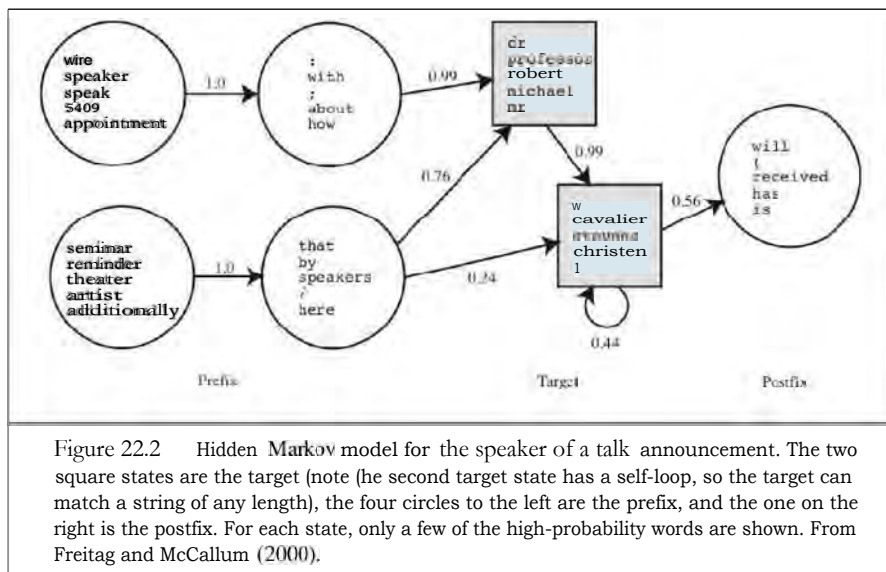 wire
speaker
speak
5409
appointment
1.0
:
with
;
about
how
0.99
dr
professor
robert
michael
mr
0.76
0.99
seminar
reminder
theater
artist
additionally
1.0
that
by
speakers
/
here
0.24
w
cavalier
christen
l
0.44
0.56
will
(
received
has
is
Prefix
Target
Postfix
Figure 22.2 Hidden Markov model for the speaker of a talk announcement. The two
square states are the target (note (he second target state has a self-loop, so the target can
match a string of any length), the four circles to the left are the prefix, and the one on the
right is the postfix. For each state, only a few of the high-probability words are shown. From
Freitag and McCallum (2000).